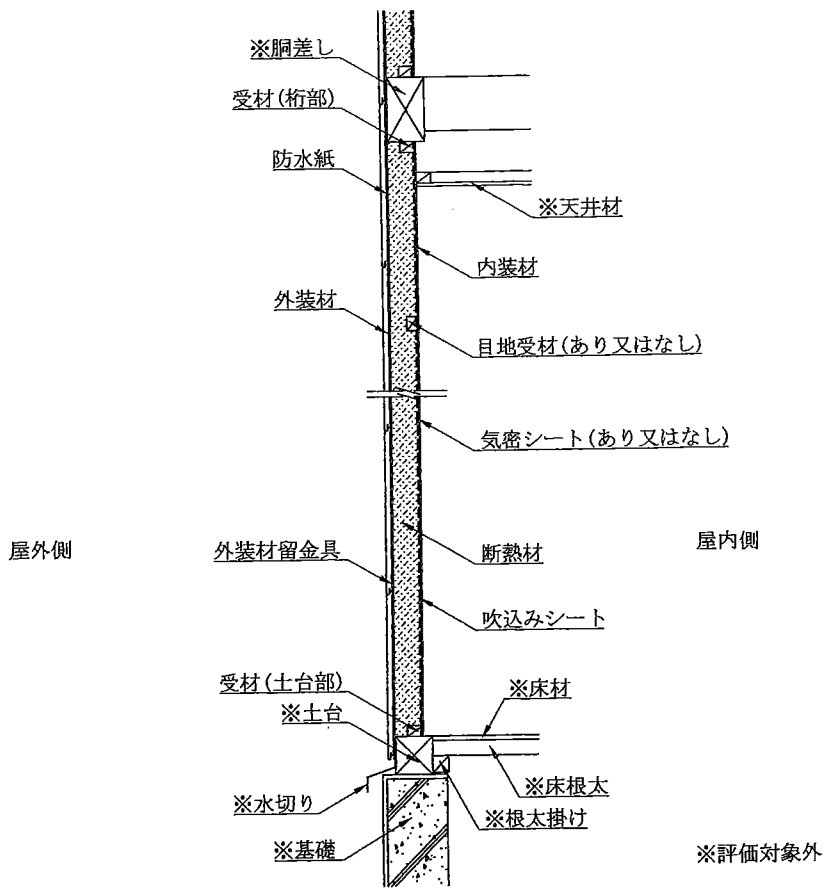 ※胴差し
受材(桁部)
防水紙
※天井材
内装材
外装材
目地受材(あり又はなし)
気密シート(あり又はなし)
屋外側
外装材留金具
断熱材
屋内側
吹込みシート
受材(土台部)
※床材
※土台
※床根太
※水切り
※根太掛け
※基礎
※評価対象外